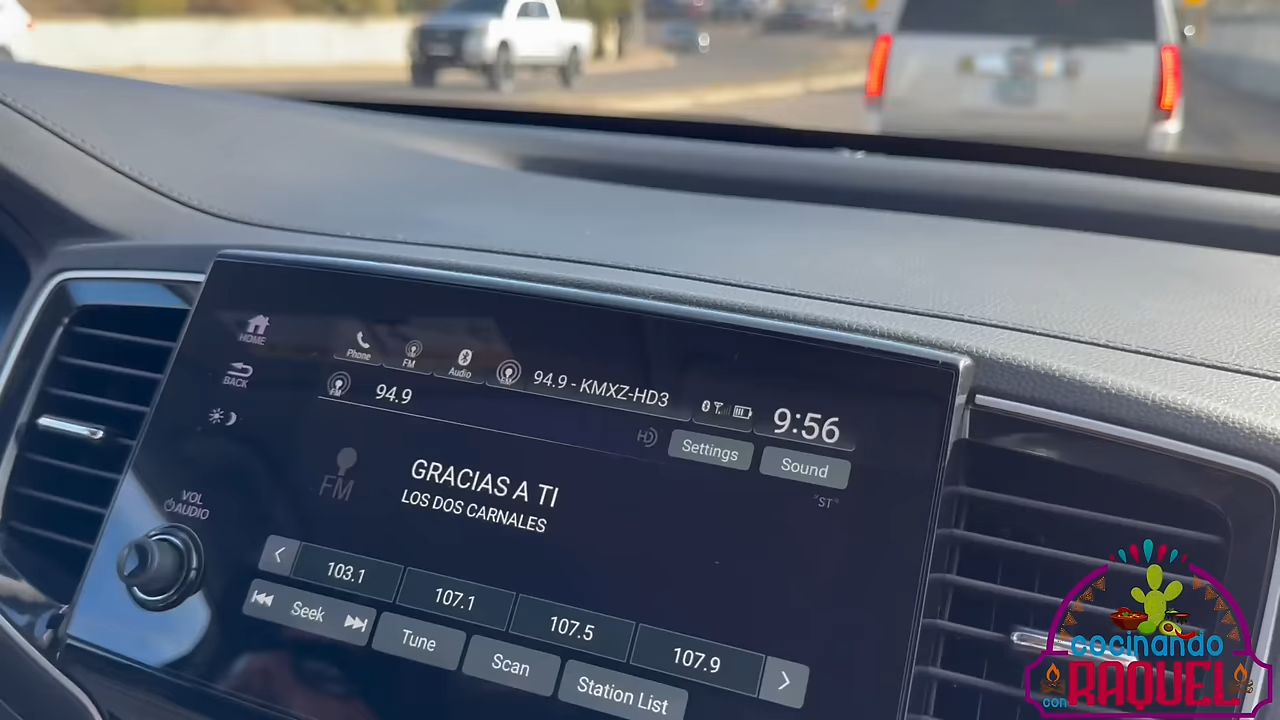 HOME
BACK
Phone
FM
Audio
FM
94.9 - KMXZ-HD3
9:56
FM
94.9
HD
Settings
Sound
FM
GRACIAS A TI
LOS DOS CARNALES
"ST"
VOL
AUDIO
103.1
107.1
107.5
107.9
Seek
Tune
Scan
Station List
cocinando
con RAQUEL